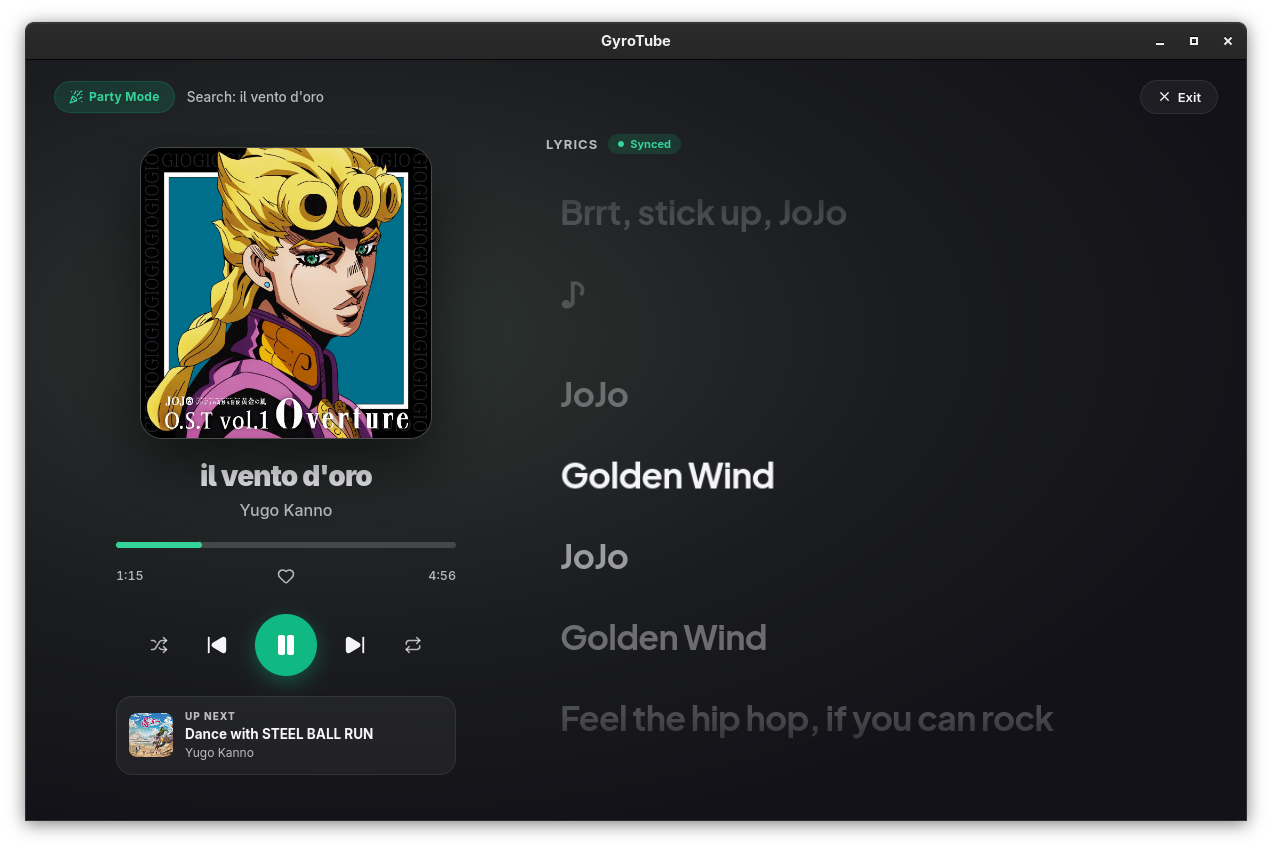 GyroTube
Party Mode
Search: il vento d'oro
Exit
GIOGIOGIOGIOGIO
JOJO
O.S.T vol.1 Overture
il vento d'oro
Yugo Kanno
1:15
4:56
UP NEXT
Dance with STEEL BALL RUN
Yugo Kanno
LYRICS
Synced
Brrt, stick up, JoJo
♪
JoJo
Golden Wind
JoJo
Golden Wind
Feel the hip hop, if you can rock